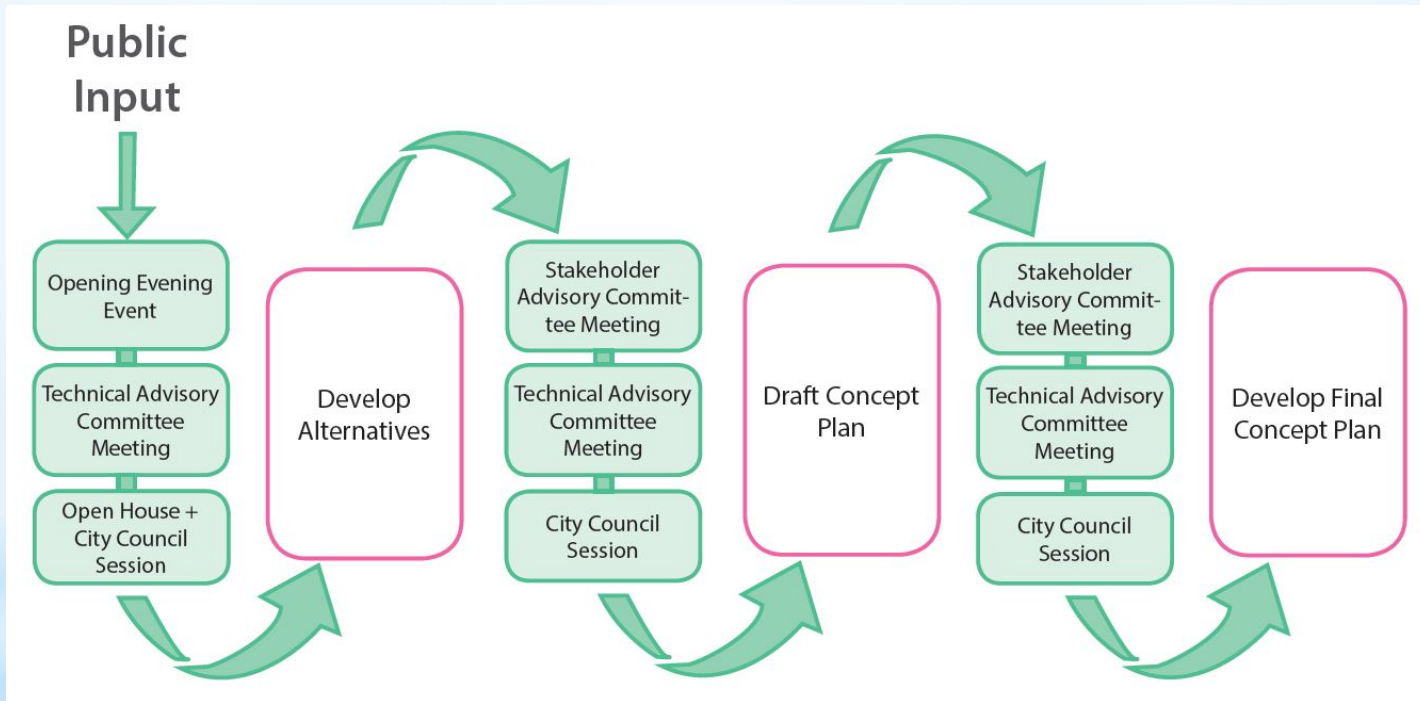 Public
Input
Opening Evening
Event
Technical Advisory
Committee
Meeting
Open House +
City Council
Session
Develop
Alternatives
Stakeholder
Advisory Commit-
tee Meeting
Technical Advisory
Committee
Meeting
City Council
Session
Draft Concept
Plan
Stakeholder
Advisory Commit-
tee Meeting
Technical Advisory
Committee
Meeting
City Council
Session
Develop Final
Concept Plan